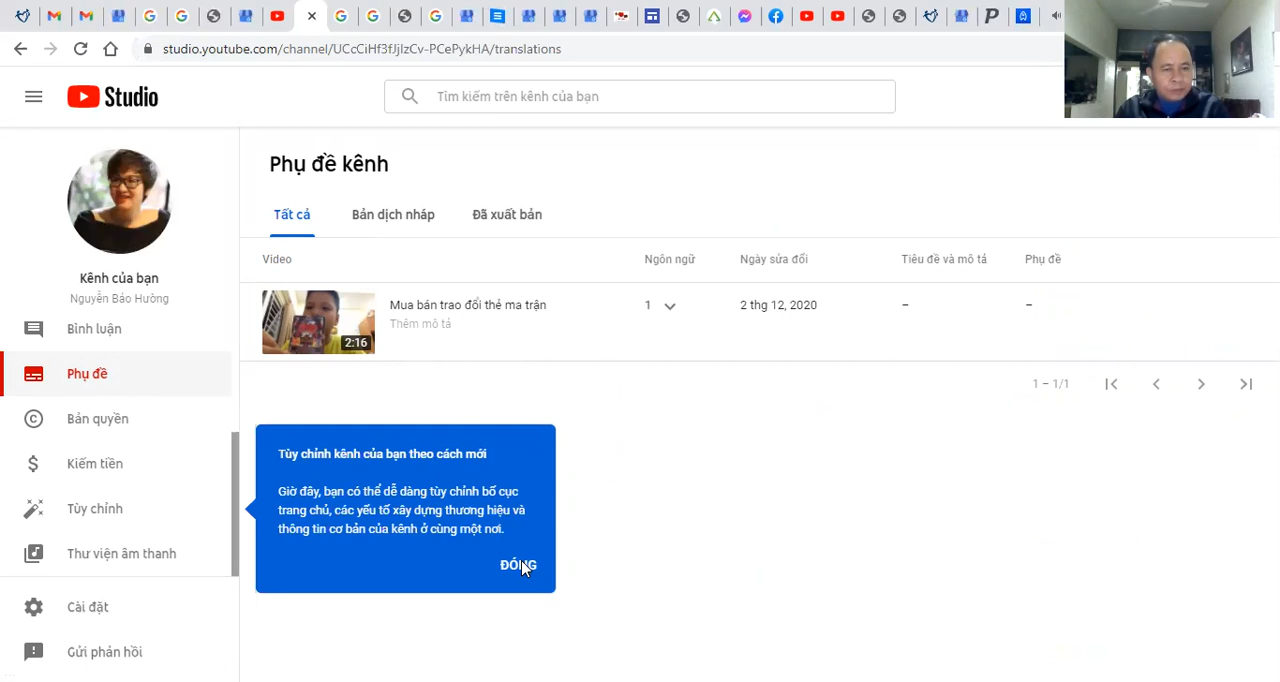 studio.youtube.com/channel/UCcCiHf3fJjIzCv-PCePykHA/translations
Studio
Tìm kiếm trên kênh của bạn
Kênh của bạn
Nguyễn Bảo Hường
Bình luận
Phụ đề
Bản quyền
Kiếm tiền
Tùy chỉnh
Thư viện âm thanh
Cài đặt
Gửi phản hồi
Phụ đề kênh
Tất cả Bản dịch nháp Đã xuất bản
Video Ngôn ngữ Ngày sửa đổi Tiêu đề và mô tả Phụ đề
Mua bán trao đổi thẻ ma trận 1 2 thg 12, 2020 – –
Thêm mô tả
2:16
1 – 1/1
Tùy chỉnh kênh của bạn theo cách mới
Giờ đây, bạn có thể dễ dàng tùy chỉnh bố cục
trang chủ, các yếu tố xây dựng thương hiệu và
thông tin cơ bản của kênh ở cùng một nơi.
ĐÓNG